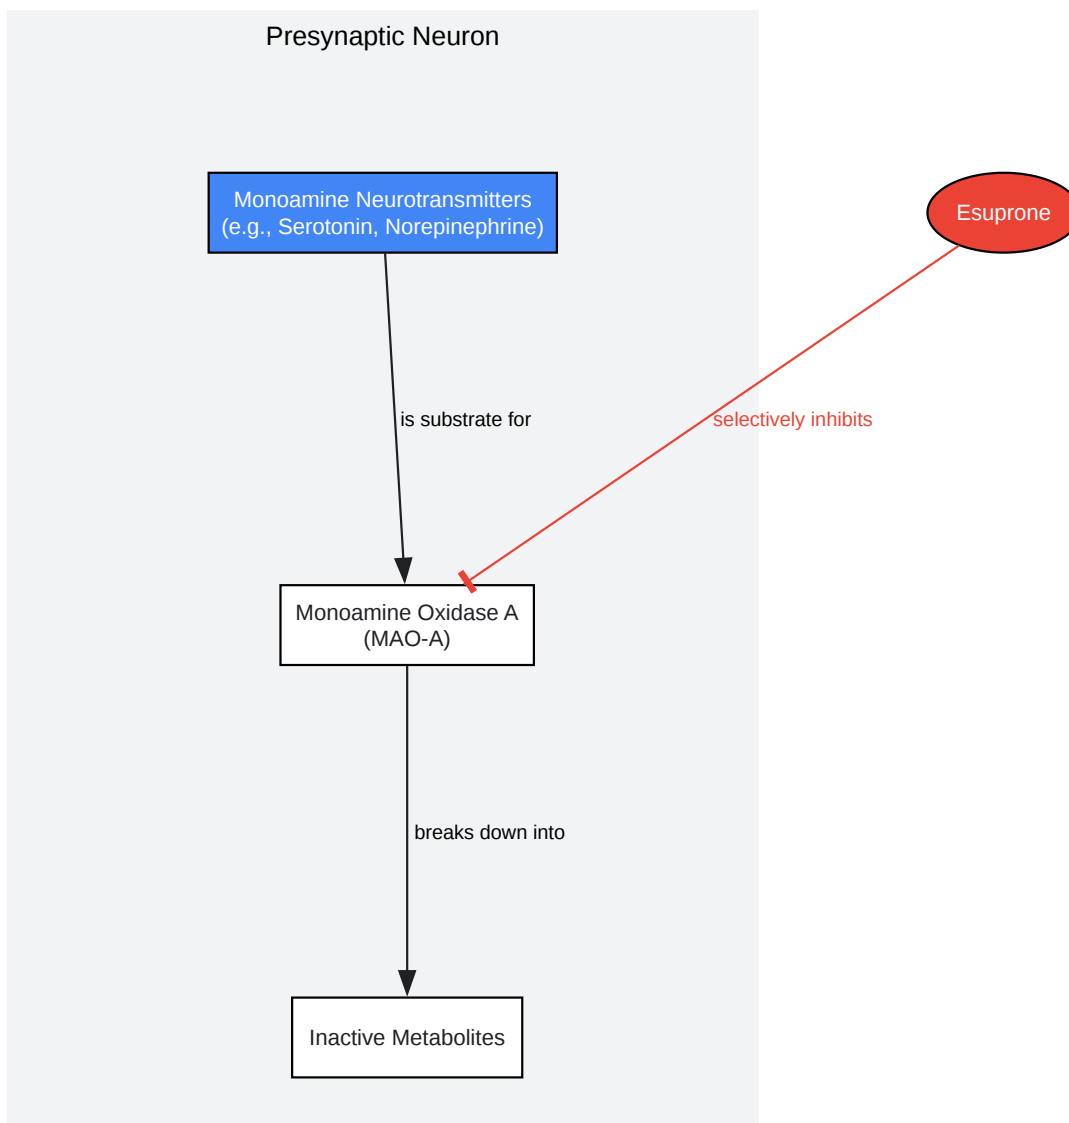 Presynaptic Neuron
Monoamine Neurotransmitters
(e.g., Serotonin, Norepinephrine)
Esuprone
is substrate for
selectively inhibits
Monoamine Oxidase A
(MAO-A)
breaks down into
Inactive Metabolites